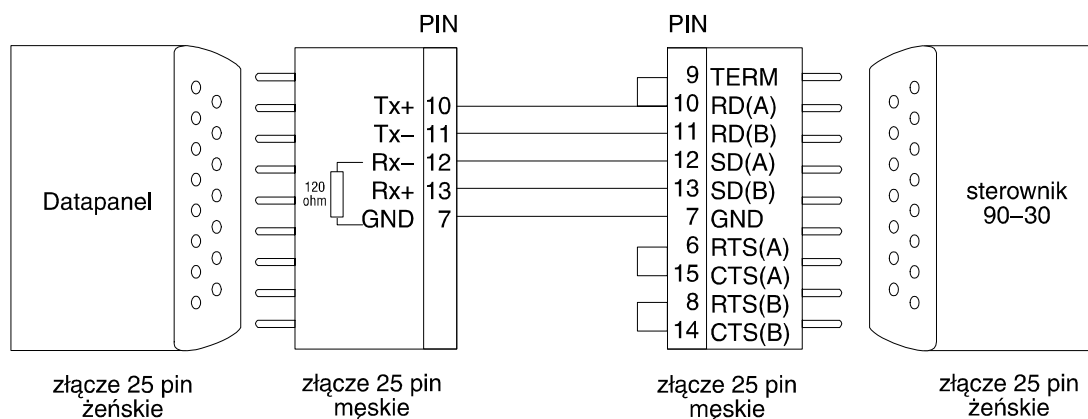 PIN
PIN
9 TERM
Tx+ 10
10 RD(A)
Tx– 11
11 RD(B)
Rx– 12
12 SD(A)
120
ohm
Rx+ 13
13 SD(B)
GND 7
7 GND
6 RTS(A)
15 CTS(A)
8 RTS(B)
14 CTS(B)
Datapanel
sterownik
90–30
złącze 25 pin
żeńskie
złącze 25 pin
męskie
złącze 25 pin
męskie
złącze 25 pin
żeńskie